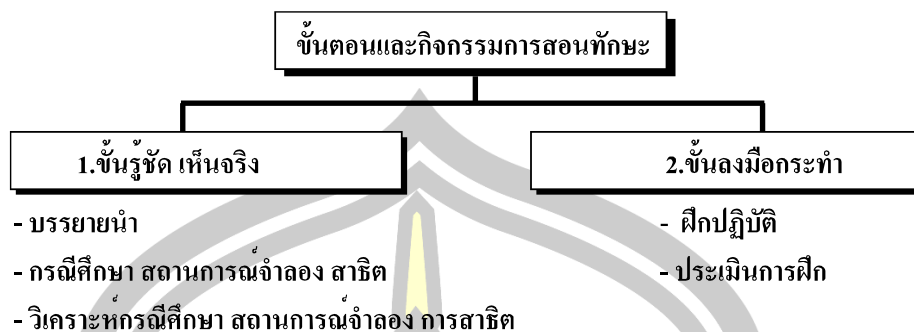 ขั้นตอนและกิจกรรมการสอนทักษะ
1.ขั้นรู้ชัด เห็นจริง
2.ขั้นลงมือกระทำ
- บรรยายนำ
- กรณีศึกษา สถานการณ์จำลอง สาธิต
- วิเคราะห์กรณีศึกษา สถานการณ์จำลอง การสาธิต
- ฝึกปฏิบัติ
- ประเมินการฝึก